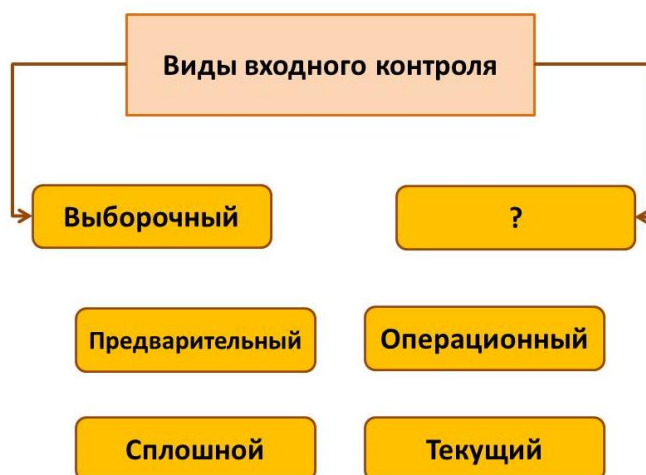 Виды входного контроля
Выборочный
?
Предварительный
Операционный
Сплошной
Текущий